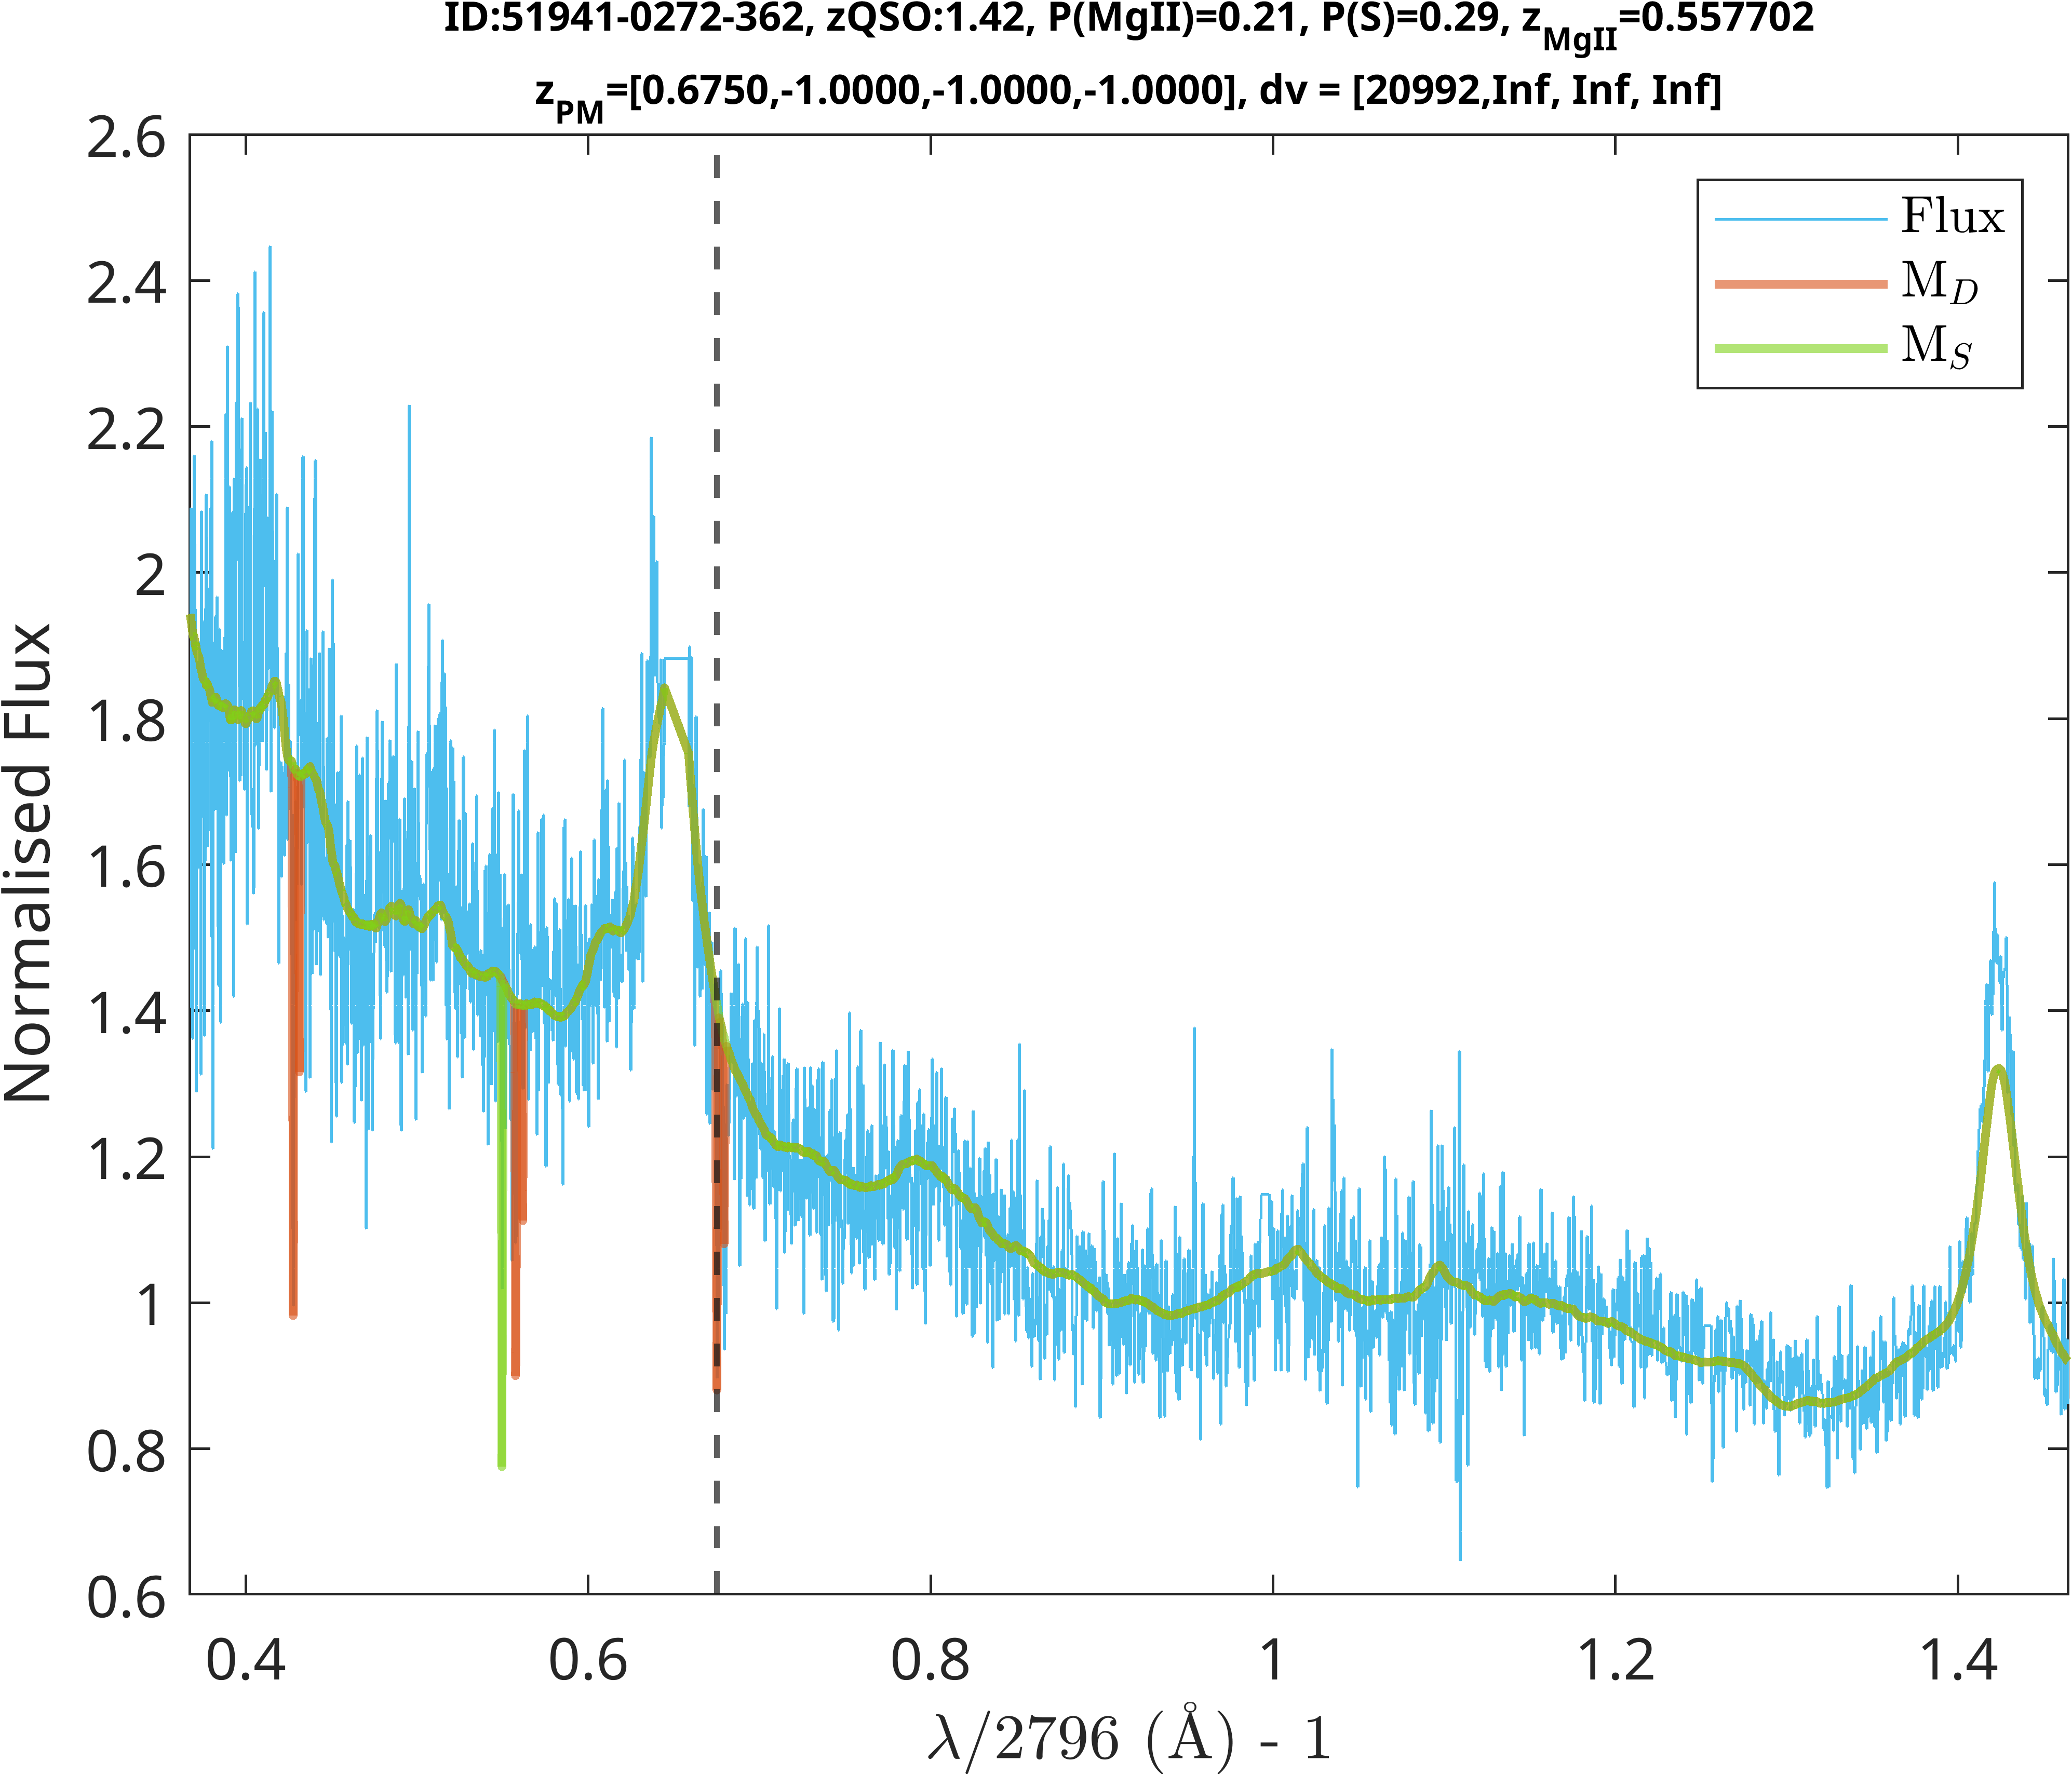 ID:51941-0272-362, zQSO:1.42, P(MgII)=0.21, P(S)=0.29, zMgII=0.557702
zPM=[0.6750,-1.0000,-1.0000,-1.0000], dv = [20992,Inf, Inf, Inf]
2.6
2.4
2.2
2
1.8
1.6
1.4
1.2
1
0.8
0.6
Normalised Flux
Flux
MD
MS
0.4 0.6 0.8 1 1.2 1.4
λ/2796 (Å) - 1